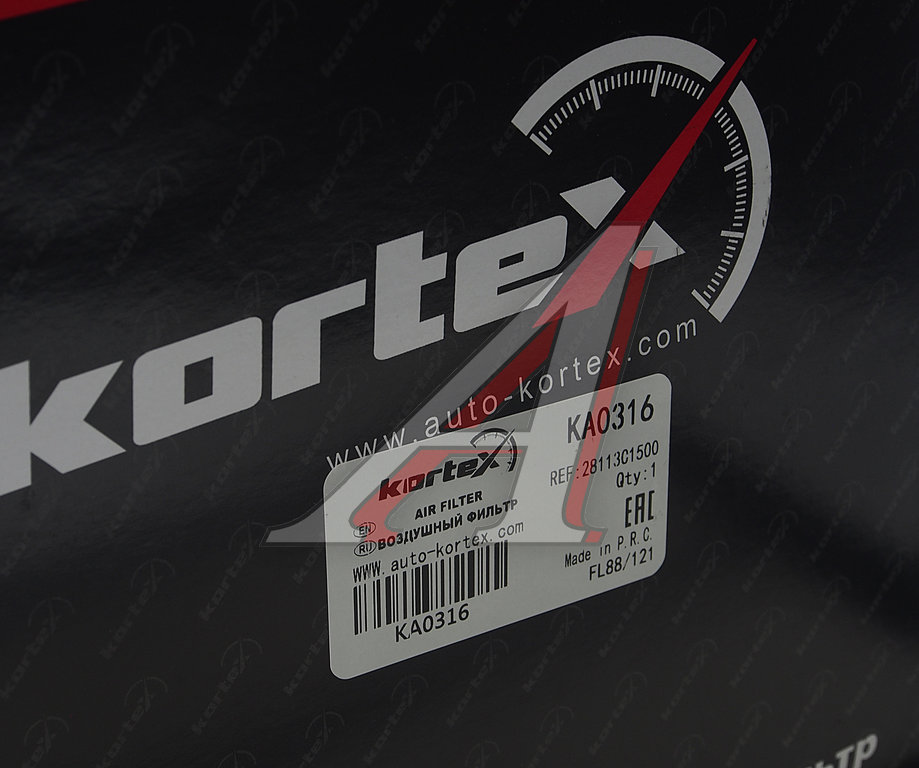 kortex
www.auto-kortex.com
kortex
KA0316
REF:28113C1500
Qty:1
EN AIR FILTER
RU ВОЗДУШНЫЙ ФИЛЬТР
EAC
www.auto-kortex.com
Made in P.R.C.
FL88/121
KA0316